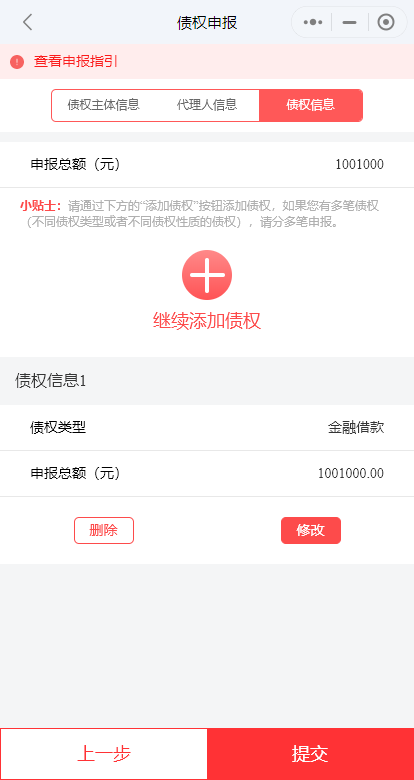 债权申报
查看申报指引
债权主体信息 代理人信息 债权信息
申报总额（元） 1001000
小贴士：请通过下方的“添加债权”按钮添加债权，如果您有多笔债权
（不同债权类型或者不同债权性质的债权），请分多笔申报。
继续添加债权
债权信息1
债权类型 金融借款
申报总额（元） 1001000.00
删除 修改
上一步 提交